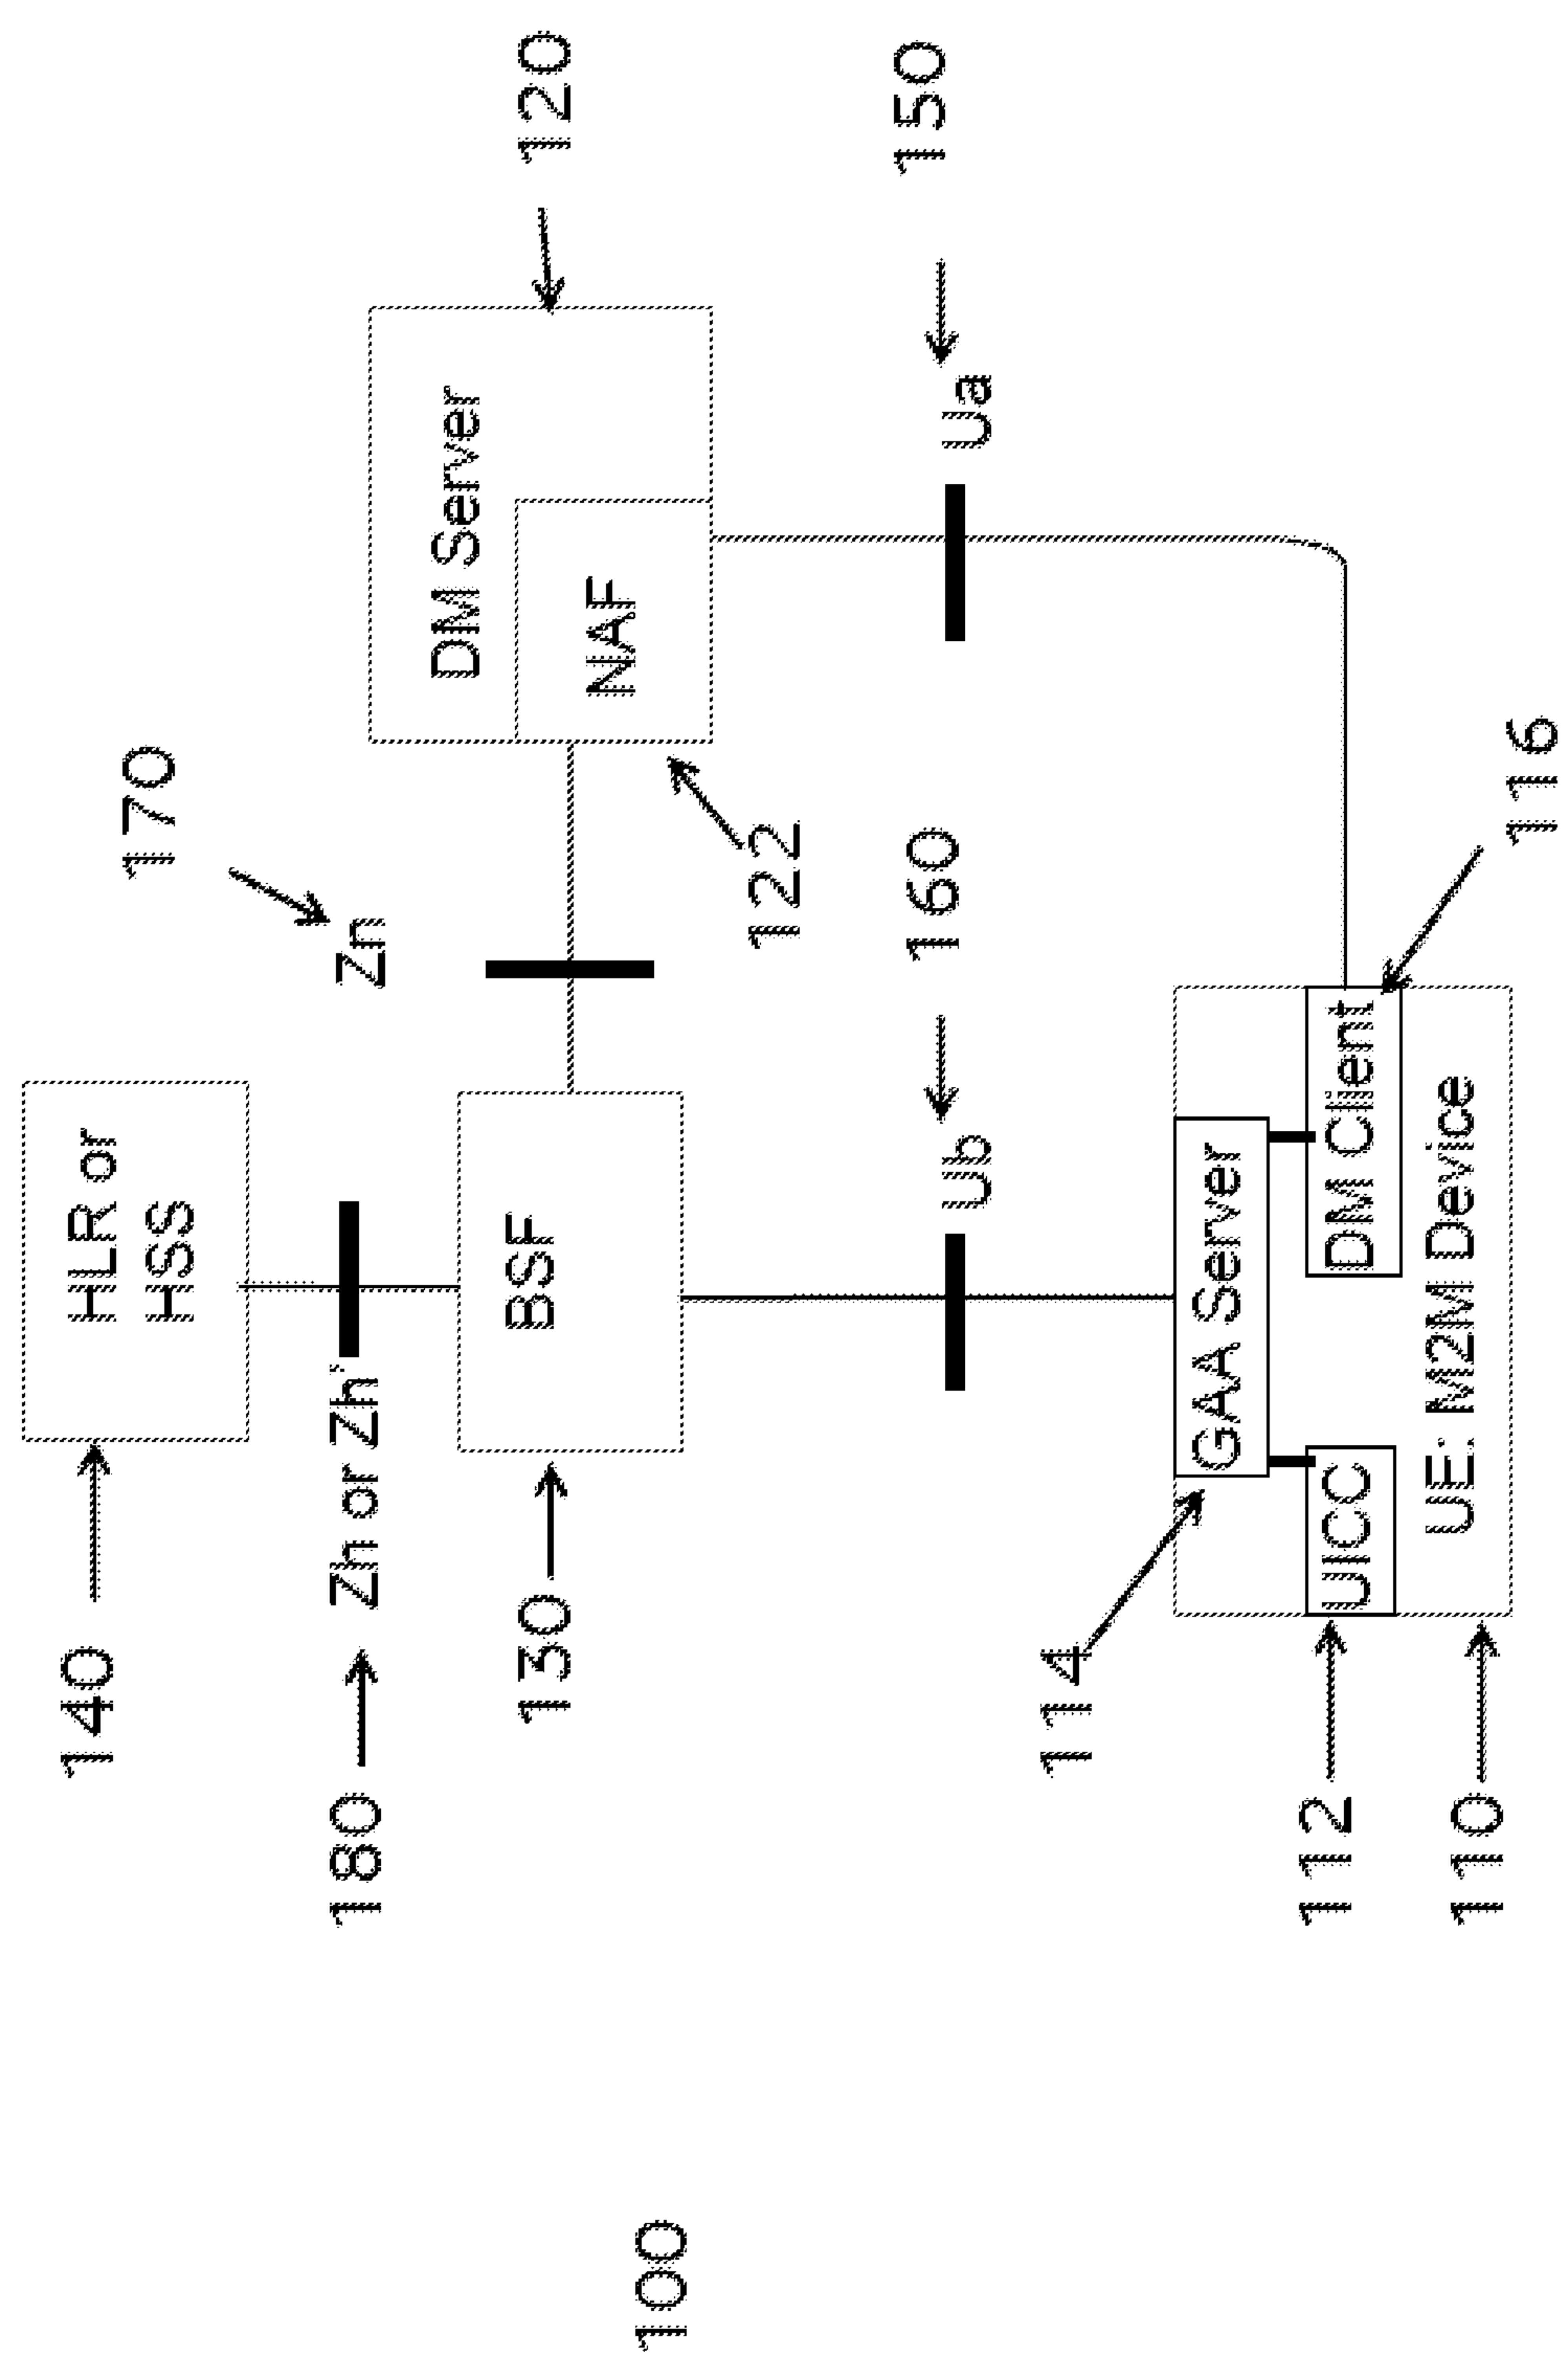 140
HLR or
HSS
170
180
Zh or Zh'
Zn
130
BSF
DM Server
120
NAF
100
122
160
150
Ub
Ua
114
GAA Server
112
UICC
DM Client
110
UE: M2M Device
116